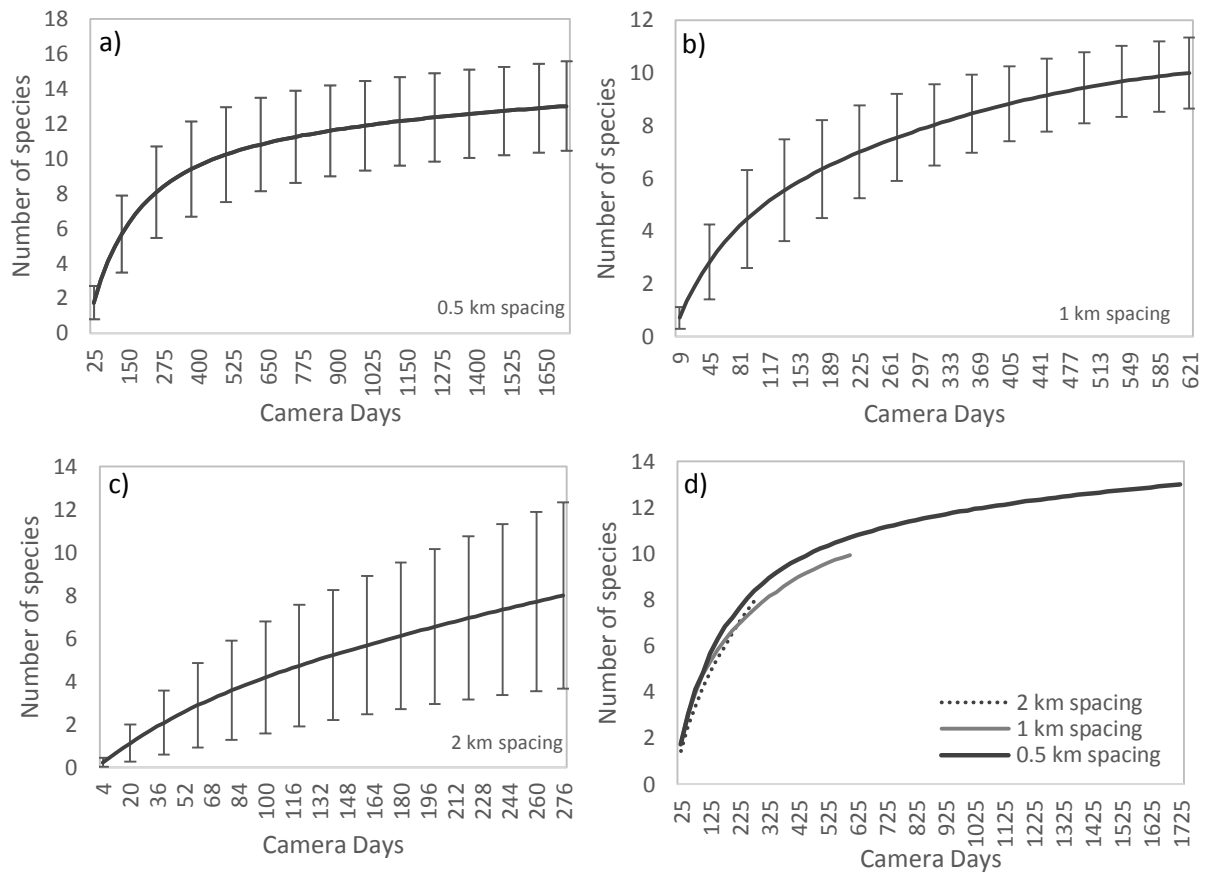 a)
Number of species
18
16
14
12
10
8
6
4
2
0
0.5 km spacing
25 150 275 400 525 650 775 900 1025 1150 1275 1400 1525 1650
Camera Days
b)
Number of species
12
10
8
6
4
2
0
1 km spacing
9 45 81 117 153 189 225 261 297 333 369 405 441 477 513 549 585 621
Camera Days
c)
Number of species
14
12
10
8
6
4
2
0
2 km spacing
4 20 36 52 68 84 100 116 132 148 164 180 196 212 228 244 260 276
Camera Days
d)
Number of species
14
12
10
8
6
4
2
0
2 km spacing
1 km spacing
0.5 km spacing
25 125 225 325 425 525 625 725 825 925 1025 1125 1225 1325 1425 1525 1625 1725
Camera Days